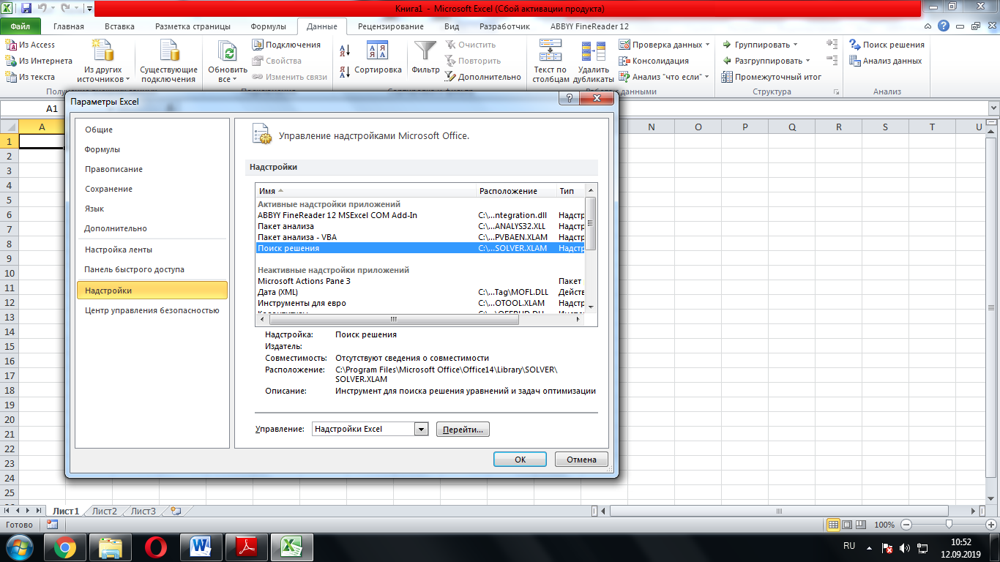 Книга1 - Microsoft Excel (Сбой активации продукта)
Файл Главная Вставка Разметка страницы Формулы Данные Рецензирование Вид Разработчик ABBYY FineReader 12
Из Access
Из Интернета
Из текста
Из других
источников
Существующие
подключения
Обновить
все
Подключения
Свойства
Изменить связи
Сортировка
Фильтр
Очистить
Повторить
Дополнительно
Текст по
столбцам
Удалить
дубликаты
Проверка данных
Консолидация
Анализ "что если"
Группировать
Разгруппировать
Промежуточный итог
Структура
Поиск решения
Анализ данных
Анализ
A1
Параметры Excel
A N O P Q R S T U
1
2
3
4
5
6
7
8
9
10
11
12
13
14
15
16
17
18
19
20
21
22
23
24
25
Общие
Формулы
Правописание
Сохранение
Язык
Дополнительно
Настройка ленты
Панель быстрого доступа
Надстройки
Центр управления безопасностью
Управление надстройками Microsoft Office.
Надстройки
Имя Расположение Тип
Активные надстройки приложений
ABBYY FineReader 12 MSExcel COM Add-In C:\...ntegration.dll Надстр
Пакет анализа C:\...ANALYS32.XLL Надстр
Пакет анализа - VBA C:\...PVBAEN.XLAM Надстр
Поиск решения C:\...SOLVER.XLAM Надстр
Неактивные надстройки приложений
Microsoft Actions Pane 3 Пакет
Дата (XML) C:\...Tag\MOFL.DLL Действ
Инструменты для евро C:\...OTOOL.XLAM Надстр
Надстройка: Поиск решения
Издатель:
Совместимость: Отсутствуют сведения о совместимости
Расположение: C:\Program Files\Microsoft Office\Office14\Library\SOLVER\
SOLVER.XLAM
Описание: Инструмент для поиска решения уравнений и задач оптимизации
Управление: Надстройки Excel Перейти...
ОК Отмена
Лист1 Лист2 Лист3
Готово 100%
RU 10:52
12.09.2019